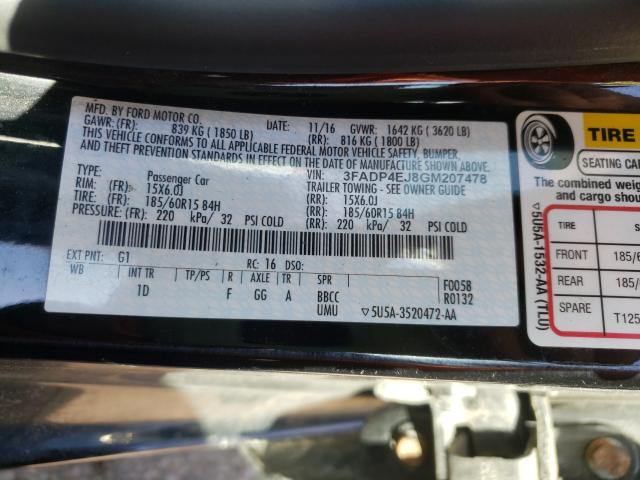 MFD. BY FORD MOTOR CO.
DATE: 11/16 GVWR: 1642 KG ( 3620 LB)
GAWR:(FR): 839 KG ( 1850 LB) (RR): 816 KG ( 1800 LB)
THIS VEHICLE CONFORMS TO ALL APPLICABLE FEDERAL MOTOR VEHICLE SAFETY, BUMPER,
AND THEFT PREVENTION STANDARDS IN EFFECT ON THE DATE OF MANUFACTURE SHOWN ABOVE.
VIN: 3FADP4EJ8GM207478
TYPE: Passenger Car TRAILER TOWING - SEE OWNER GUIDE
RIM: (FR) 15X6.0J (RR) 15X6.0J
TIRE: (FR) 185/60R15 84H (RR) 185/60R15 84H
PRESSURE: (FR) 220 kPa/ 32 PSI COLD (RR) 220 kPa/ 32 PSI COLD
EXT PNT: G1 RC: 16 DSO:
WB INT TR TP/PS R AXLE TR SPR F0058
1D F GG A BBCC R0132
UMU ▽5U5A-3520472-AA
TIRE
SEATING CA
The combined weig
and cargo shou
TIRE S
FRONT 185/6
REAR 185/
SPARE T125
▽5U5A-1532-AA (TLU)